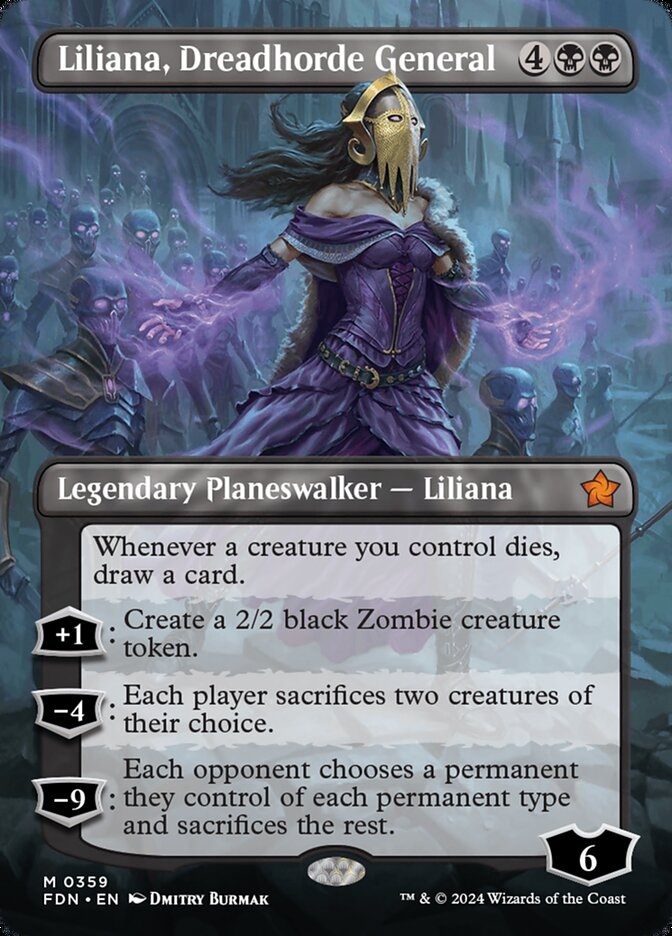 Liliana, Dreadhorde General 4
Legendary Planeswalker — Liliana
Whenever a creature you control dies,
draw a card.
+1 : Create a 2/2 black Zombie creature
token.
−4 : Each player sacrifices two creatures of
their choice.
−9 : Each opponent chooses a permanent
they control of each permanent type
and sacrifices the rest.
6
M 0359
FDN • EN Dmitry Burmak
™ & © 2024 Wizards of the Coast